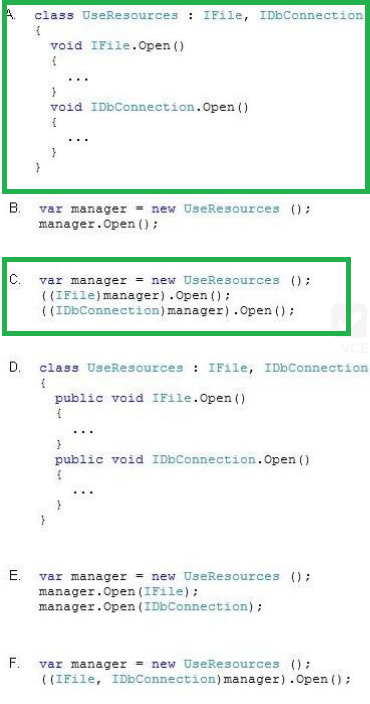 A. class UseResources : IFile, IDbConnection
{
void IFile.Open()
{
...
}
void IDbConnection.Open()
{
...
}
}
B. var manager = new UseResources ();
manager.Open();
C. var manager = new UseResources ();
((IFile)manager).Open();
((IDbConnection)manager).Open();
VCE
D. class UseResources : IFile, IDbConnection
{
public void IFile.Open()
{
...
}
public void IDbConnection.Open()
{
...
}
}
E. var manager = new UseResources ();
manager.Open(IFile);
manager.Open(IDbConnection);
F. var manager = new UseResources ();
((IFile, IDbConnection)manager).Open();